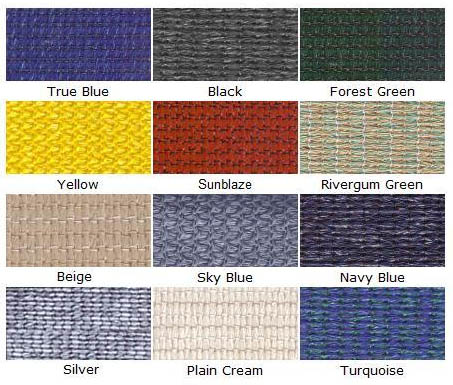 True Blue Black Forest Green
Yellow Sunblaze Rivergum Green
Beige Sky Blue Navy Blue
Silver Plain Cream Turquoise